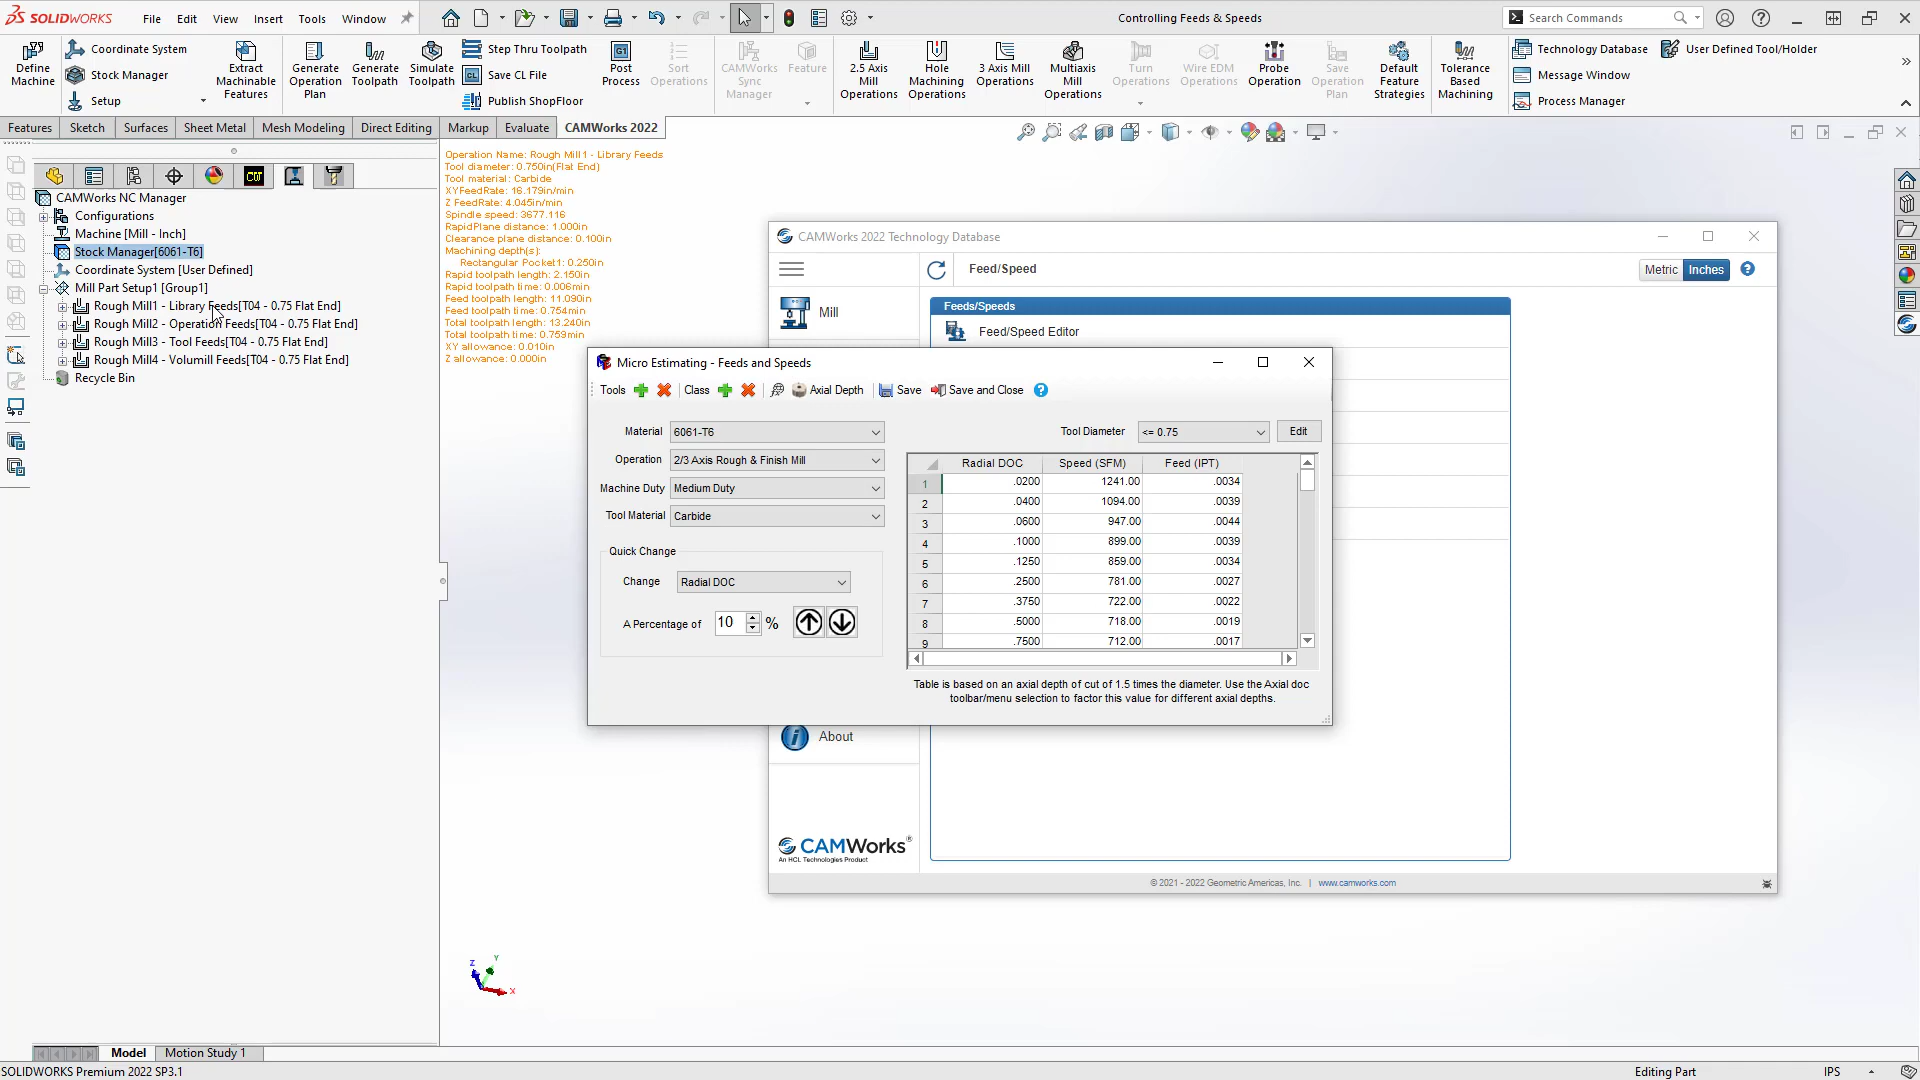 SOLIDWORKS File Edit View Insert Tools Window Controlling Feeds & Speeds Search Commands
Define Machine
Coordinate System
Stock Manager
Setup
Extract Machinable Features
Generate Operation Plan
Generate Toolpath
Simulate Toolpath
Step Thru Toolpath
Save CL File
Publish ShopFloor
G1
CL
Post Process
Sort Operations
CAMWorks Sync Manager
Feature
2.5 Axis Mill Operations
Hole Machining Operations
3 Axis Mill Operations
Multiaxis Mill Operations
Turn Operations
Wire EDM Operations
Probe Operation
Save Operation Plan
Default Feature Strategies
Tolerance Based Machining
Technology Database
Message Window
Process Manager
User Defined Tool/Holder
Features Sketch Surfaces Sheet Metal Mesh Modeling Direct Editing Markup Evaluate CAMWorks 2022
CAMWorks NC Manager
Configurations
Machine [Mill - Inch]
Stock Manager[6061-T6]
Coordinate System [User Defined]
Mill Part Setup1 [Group1]
Rough Mill1 - Library Feeds[T04 - 0.75 Flat End]
Rough Mill2 - Operation Feeds[T04 - 0.75 Flat End]
Rough Mill3 - Tool Feeds[T04 - 0.75 Flat End]
Rough Mill4 - Volumill Feeds[T04 - 0.75 Flat End]
Recycle Bin
Operation Name: Rough Mill1 - Library Feeds
Tool diameter: 0.750in(Flat End)
Tool material: Carbide
XYFeedRate: 16.179in/min
Z FeedRate: 4.045in/min
Spindle speed: 3677.116
RapidPlane distance: 1.000in
Clearance plane distance: 0.100in
Machining depth(s):
Rectangular Pocket1: 0.250in
Rapid toolpath length: 2.150in
Rapid toolpath time: 0.006min
Feed toolpath length: 11.090in
Feed toolpath time: 0.754min
Total toolpath length: 13.240in
Total toolpath time: 0.759min
XY allowance: 0.010in
Z allowance: 0.000in
CAMWorks 2022 Technology Database
Feed/Speed Metric Inches
Mill
Feeds/Speeds
Feed/Speed Editor
Micro Estimating - Feeds and Speeds
Tools Class Axial Depth Save Save and Close
Material 6061-T6 Tool Diameter <= 0.75 Edit
Operation 2/3 Axis Rough & Finish Mill
Machine Duty Medium Duty
Tool Material Carbide
Quick Change
Change Radial DOC
A Percentage of 10 %
Radial DOC Speed (SFM) Feed (IPT)
1 .0200 1241.00 .0034
2 .0400 1094.00 .0039
3 .0600 947.00 .0044
4 .1000 899.00 .0039
5 .1250 859.00 .0034
6 .2500 781.00 .0027
7 .3750 722.00 .0022
8 .5000 718.00 .0019
9 .7500 712.00 .0017
Table is based on an axial depth of cut of 1.5 times the diameter. Use the Axial doc
toolbar/menu selection to factor this value for different axial depths.
About
CAMWorks®
An HCL Technologies Product
© 2021 - 2022 Geometric Americas, Inc. | www.camworks.com
Z Y X
Model Motion Study 1
SOLIDWORKS Premium 2022 SP3.1 Editing Part IPS